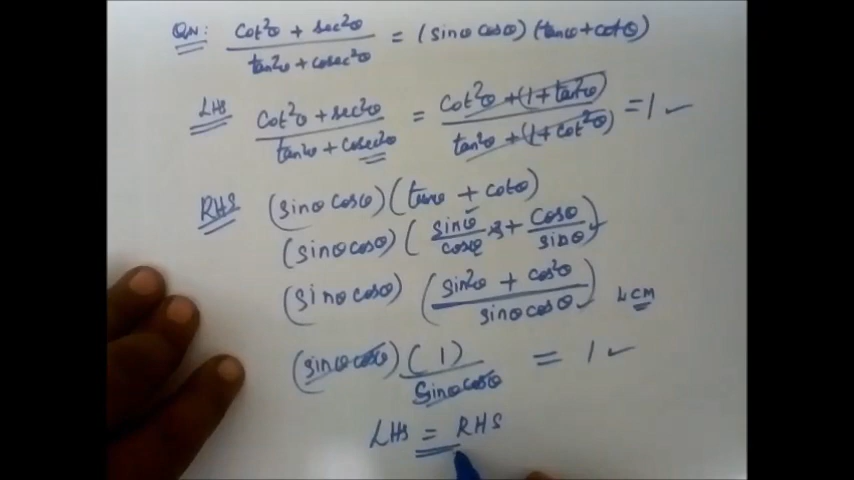 QN: cot²θ + sec²θ / tan²θ + cosec²θ = (sinθ cosθ) (tanθ + cotθ)
LHS cot²θ + sec²θ / tan²θ + cosec²θ = cot²θ + (1 + tan²θ) / tan²θ + (1 + cot²θ) = 1 ✓
RHS (sinθ cosθ) (tanθ + cotθ)
(sinθ cosθ) ( sinθ / cosθ + cosθ / sinθ )
(sinθ cosθ) ( sin²θ + cos²θ / sinθ cosθ ) LCM
(sinθ cosθ) (1) / sinθ cosθ = 1 ✓
LHS = RHS